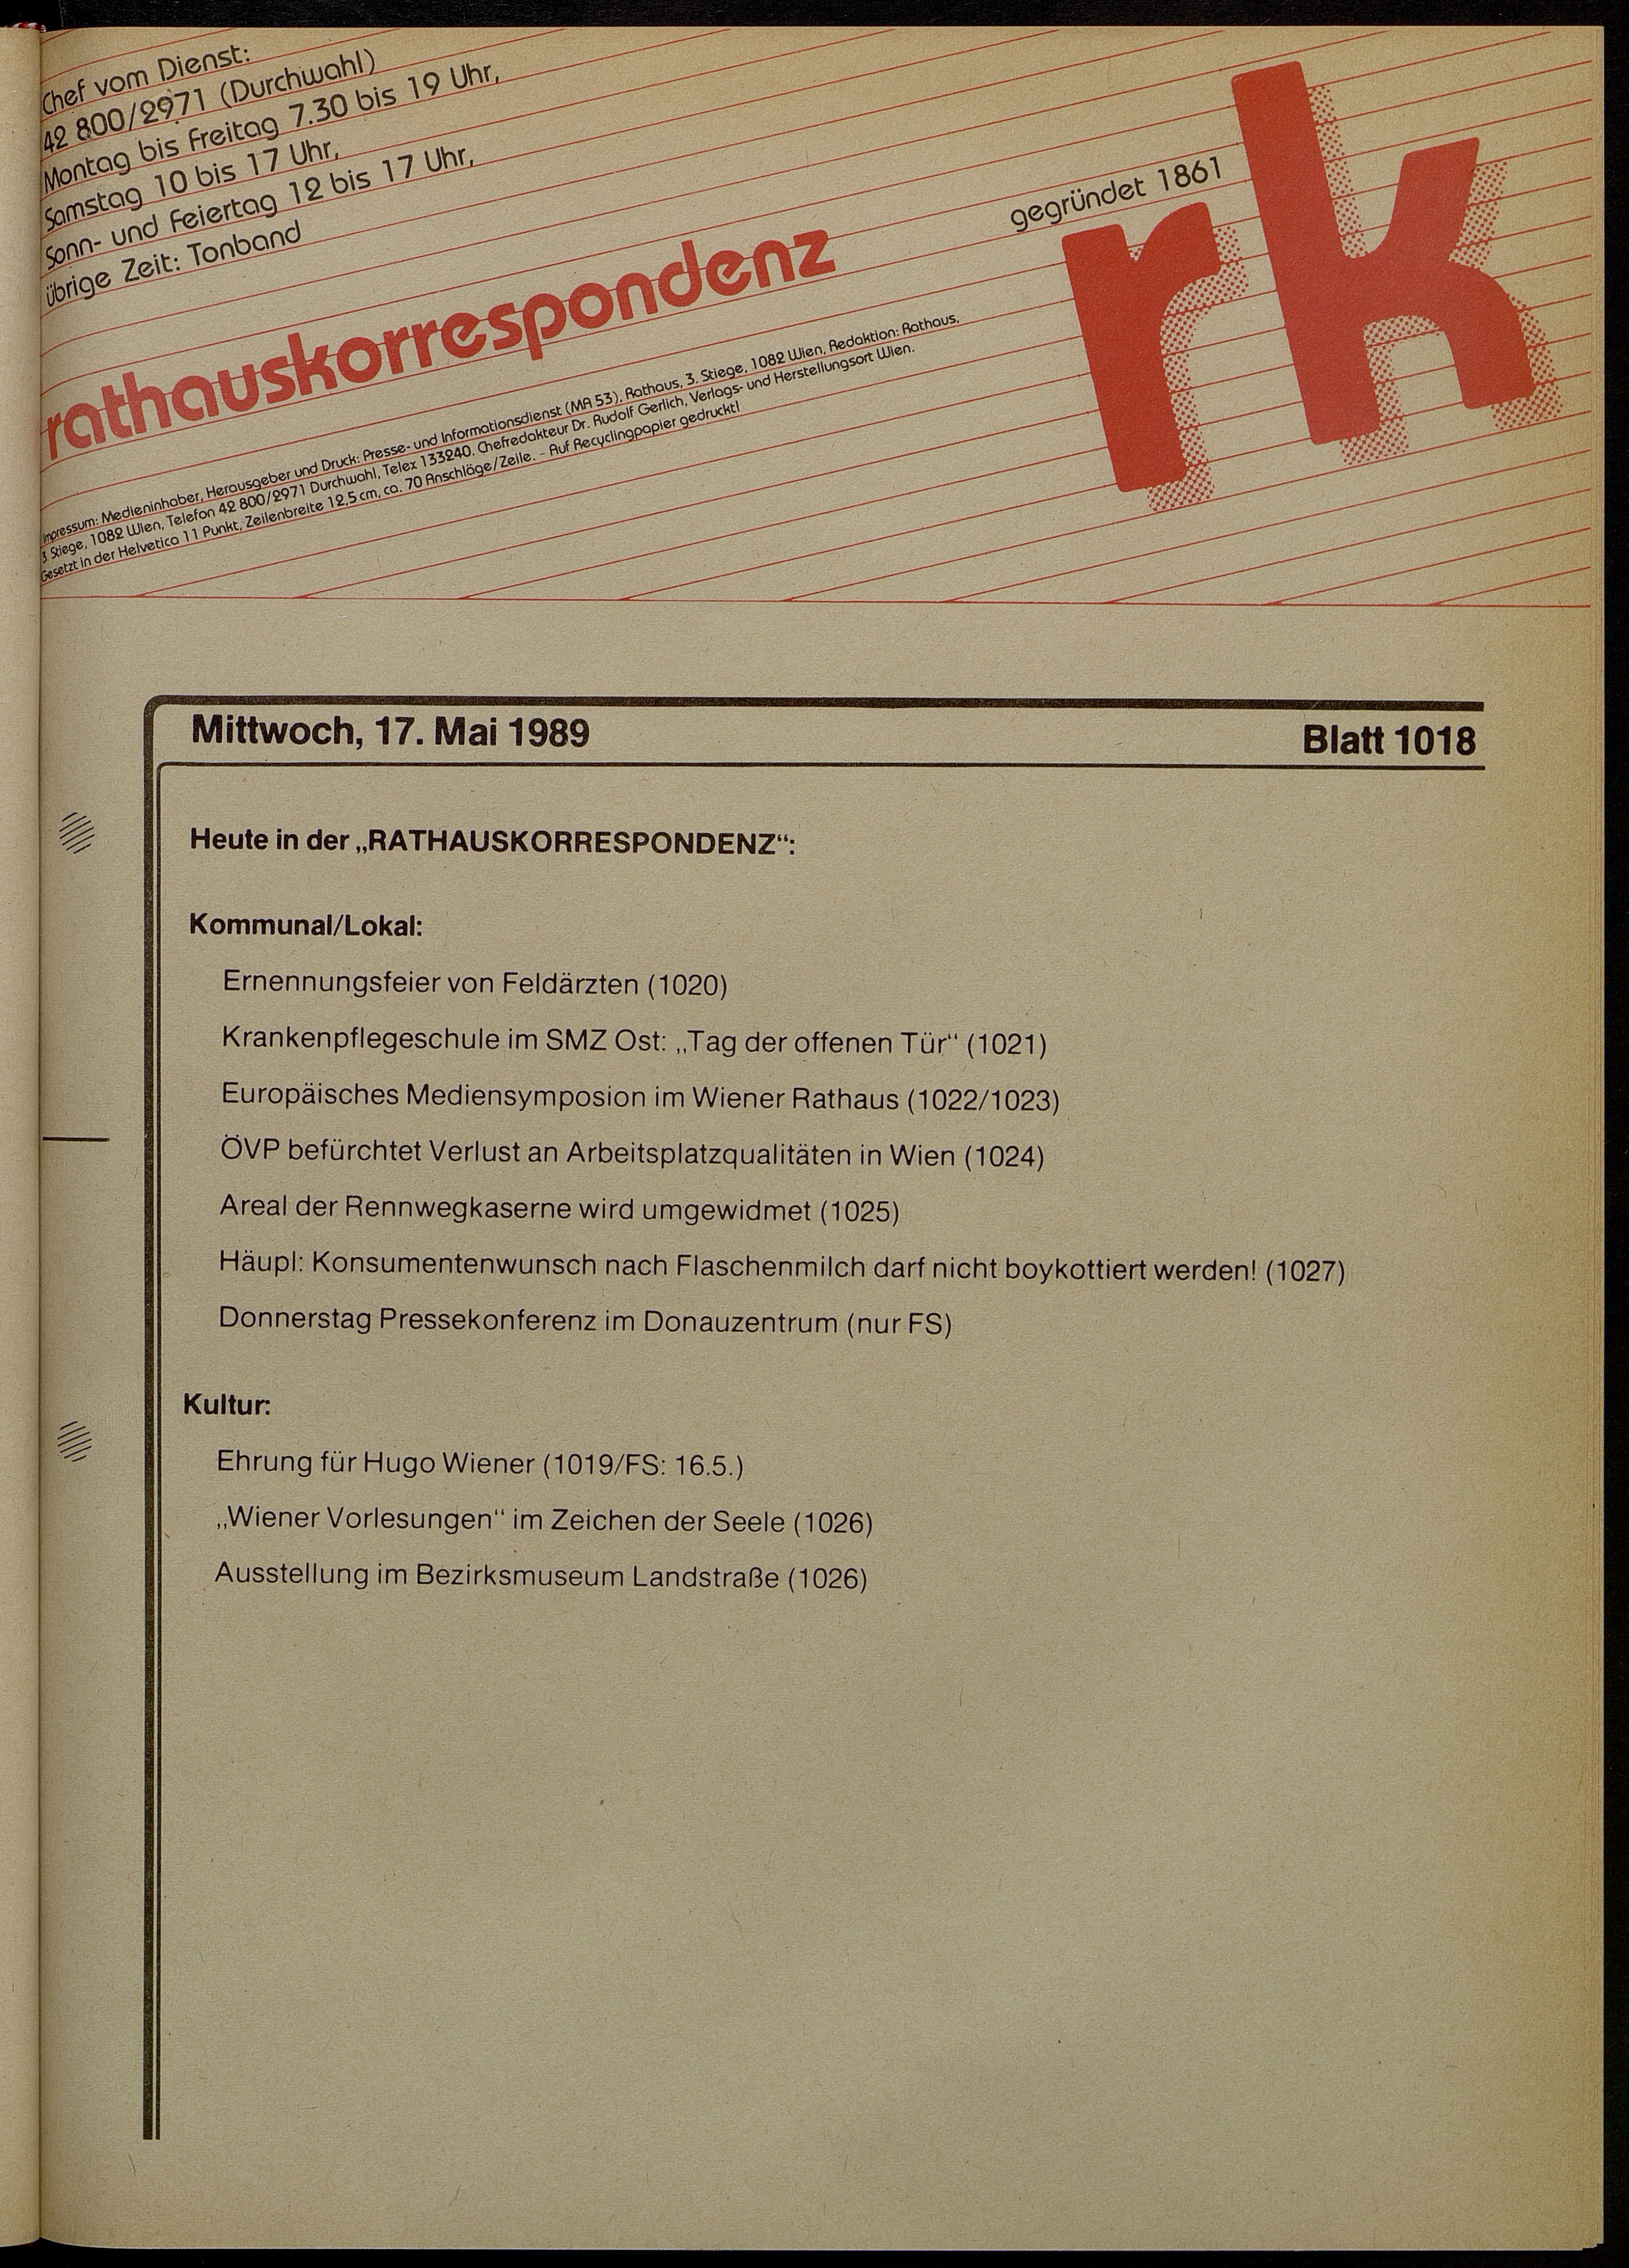 Chef vom Dienst:
42 800/2971 (Durchwahl)
Montag bis Freitag 7.30 bis 19 Uhr,
Samstag 10 bis 17 Uhr,
Sonn- und Feiertag 12 bis 17 Uhr,
übrige Zeit: Tonband
gegründet 1861
rk
rathauskorrespondenz
Impressum: Medieninhaber, Herausgeber und Druck: Presse- und Informationsdienst (MA 53), Rathaus, 3. Stiege, 1082 Wien, Redaktion: Rathaus,
3. Stiege, 1082 Wien, Telefon 42 800/2971 Durchwahl, Telex 133240. Chefredakteur Dr. Rudolf Gerlich, Verlags- und Herstellungsort Wien.
Gesetzt in der Helvetica 11 Punkt, Zeilenbreite 12,5 cm, ca. 70 Anschläge/Zeile. – Auf Recyclingpapier gedruckt!
Mittwoch, 17. Mai 1989 Blatt 1018
Heute in der „RATHAUSKORRESPONDENZ“:
Kommunal/Lokal:
Ernennungsfeier von Feldärzten (1020)
Krankenpflegeschule im SMZ Ost: „Tag der offenen Tür“ (1021)
Europäisches Mediensymposion im Wiener Rathaus (1022/1023)
ÖVP befürchtet Verlust an Arbeitsplatzqualitäten in Wien (1024)
Areal der Rennwegkaserne wird umgewidmet (1025)
Häupl: Konsumentenwunsch nach Flaschenmilch darf nicht boykottiert werden! (1027)
Donnerstag Pressekonferenz im Donauzentrum (nur FS)
Kultur:
Ehrung für Hugo Wiener (1019/FS: 16.5.)
„Wiener Vorlesungen“ im Zeichen der Seele (1026)
Ausstellung im Bezirksmuseum Landstraße (1026)